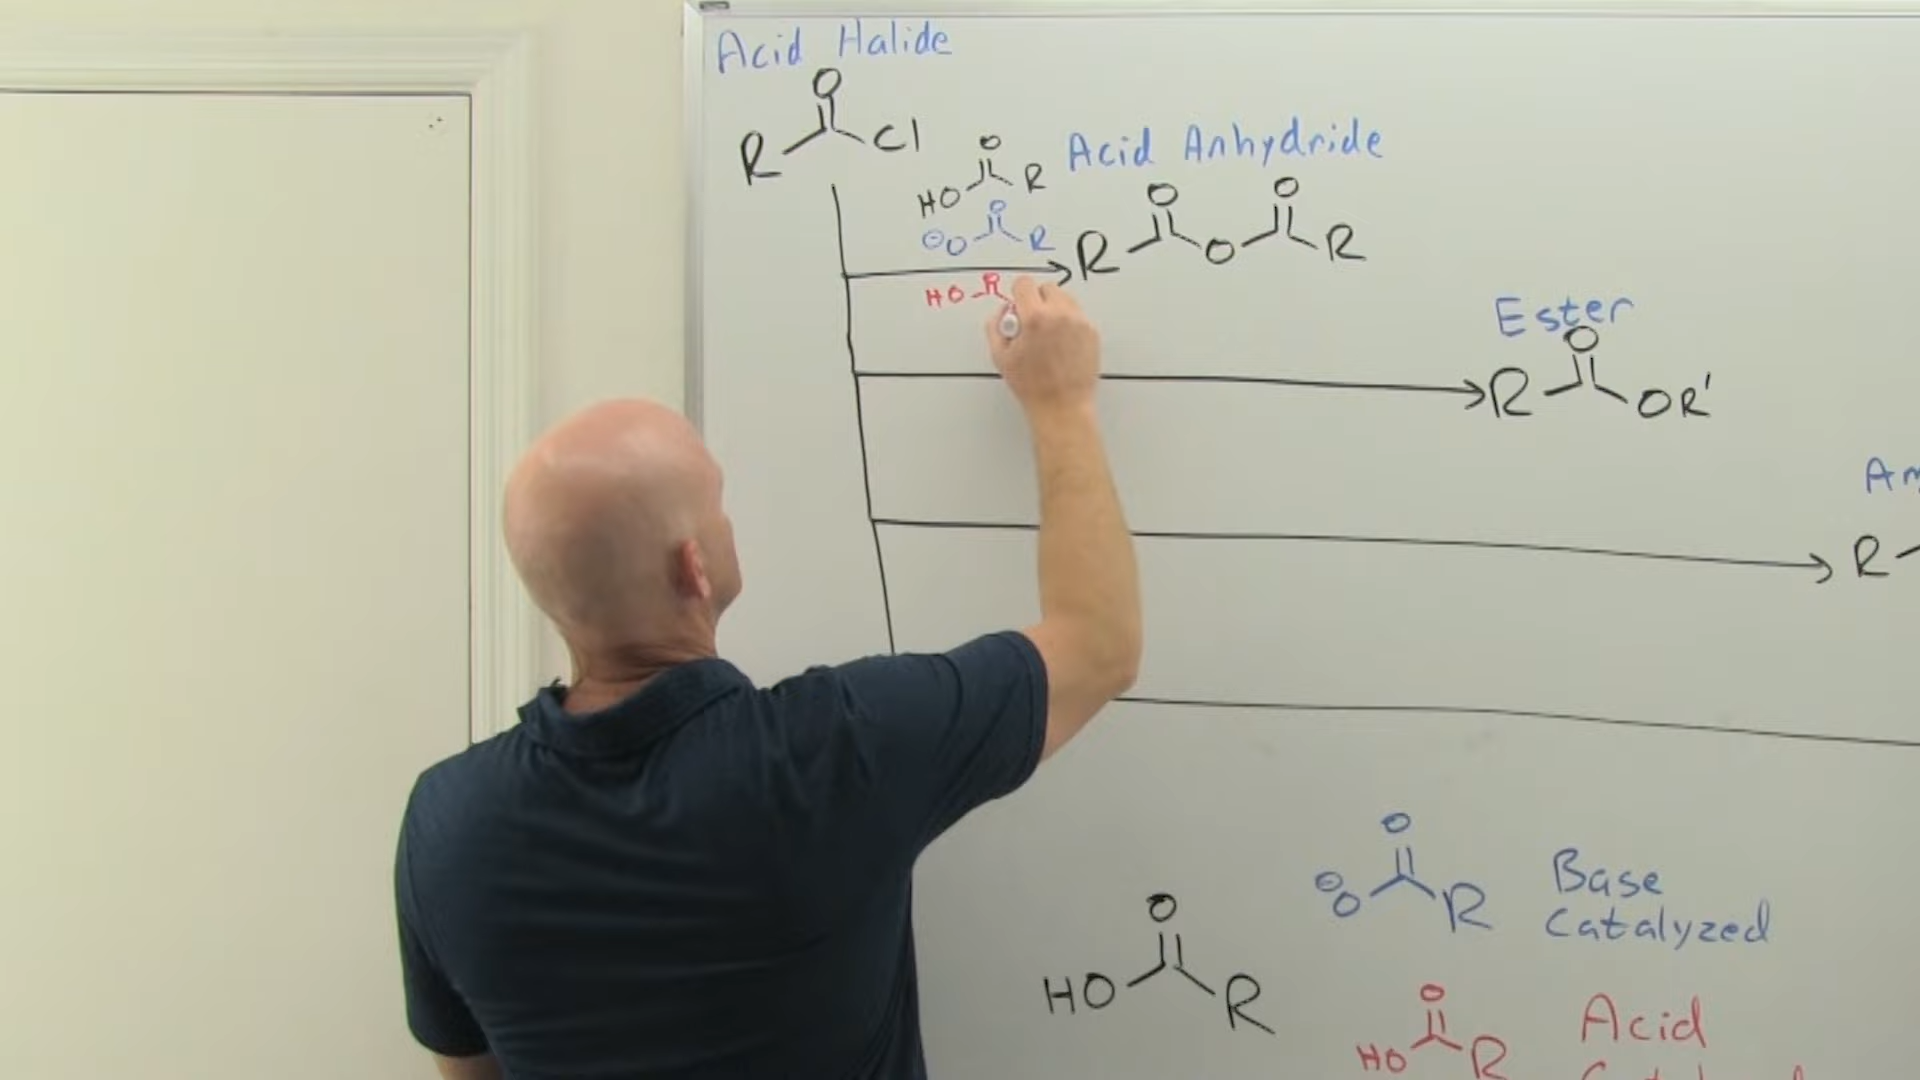 Acid Halide
O
R Cl
O
HO R
Acid Anhydride
O O
R O R
O
⊖O R
HO
Ester
O
R OR'
R
O
⊖O R
Base
Catalyzed
O
HO R
O
HO R
Acid